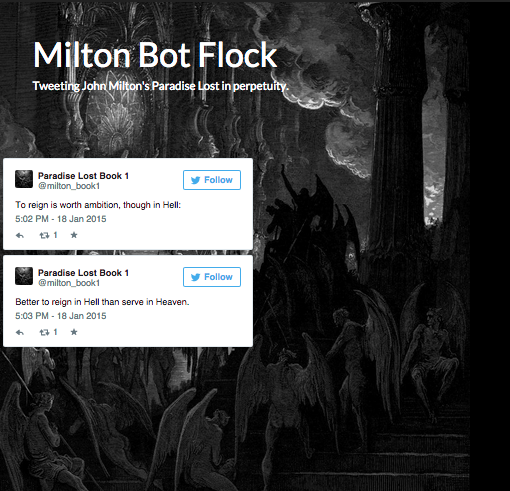 Milton Bot Flock
Tweeting John Milton's Paradise Lost in perpetuity.
Paradise Lost Book 1
@milton_book1
Follow
To reign is worth ambition, though in Hell:
5:02 PM - 18 Jan 2015
1
Paradise Lost Book 1
@milton_book1
Follow
Better to reign in Hell than serve in Heaven.
5:03 PM - 18 Jan 2015
1